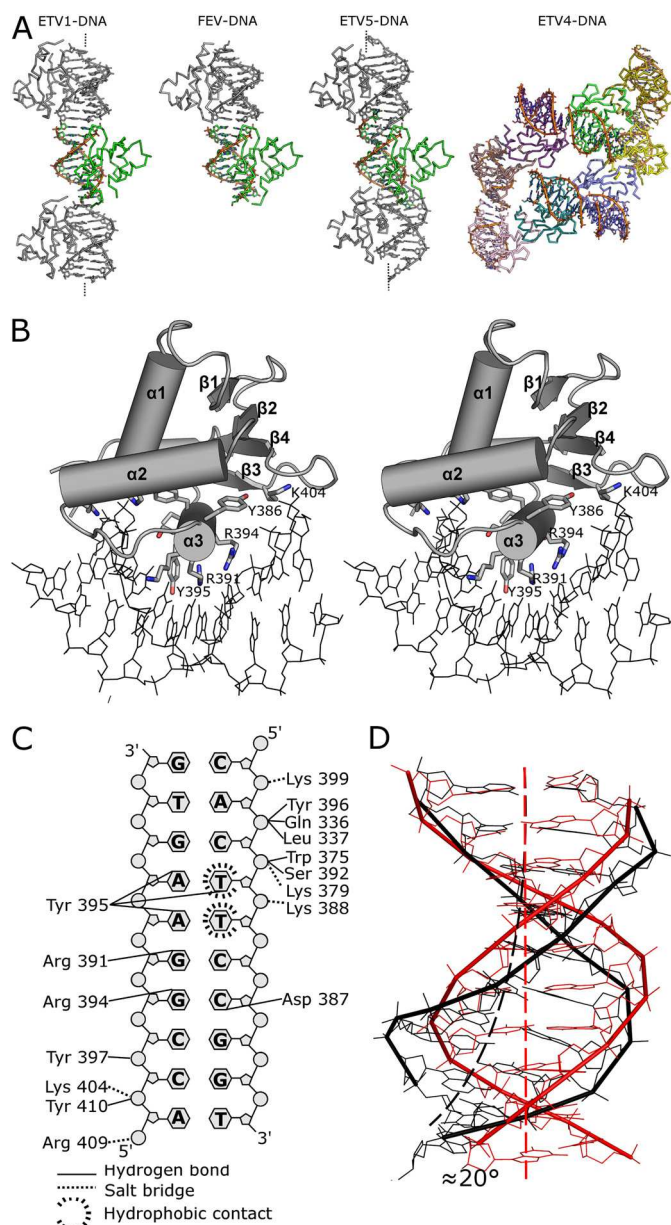 A
ETV1-DNA FEV-DNA ETV5-DNA ETV4-DNA
B
α1 β1 β2 β4 α2 β3 K404 Y386 R394 α3 R391 Y395
α1 β1 β2 β4 α2 β3 K404 Y386 R394 α3 R391 Y395
C
3' 5'
G C
Lys 399
T A
Tyr 396
Gln 336
G C
Leu 337
Trp 375
A T
Ser 392
Tyr 395
Lys 379
A T
Lys 388
Arg 391 G C
Arg 394 G C Asp 387
Tyr 397 C G
Lys 404
Tyr 410
C G
Arg 409
A T
5' 3'
Hydrogen bond
Salt bridge
Hydrophobic contact
D
≈20°